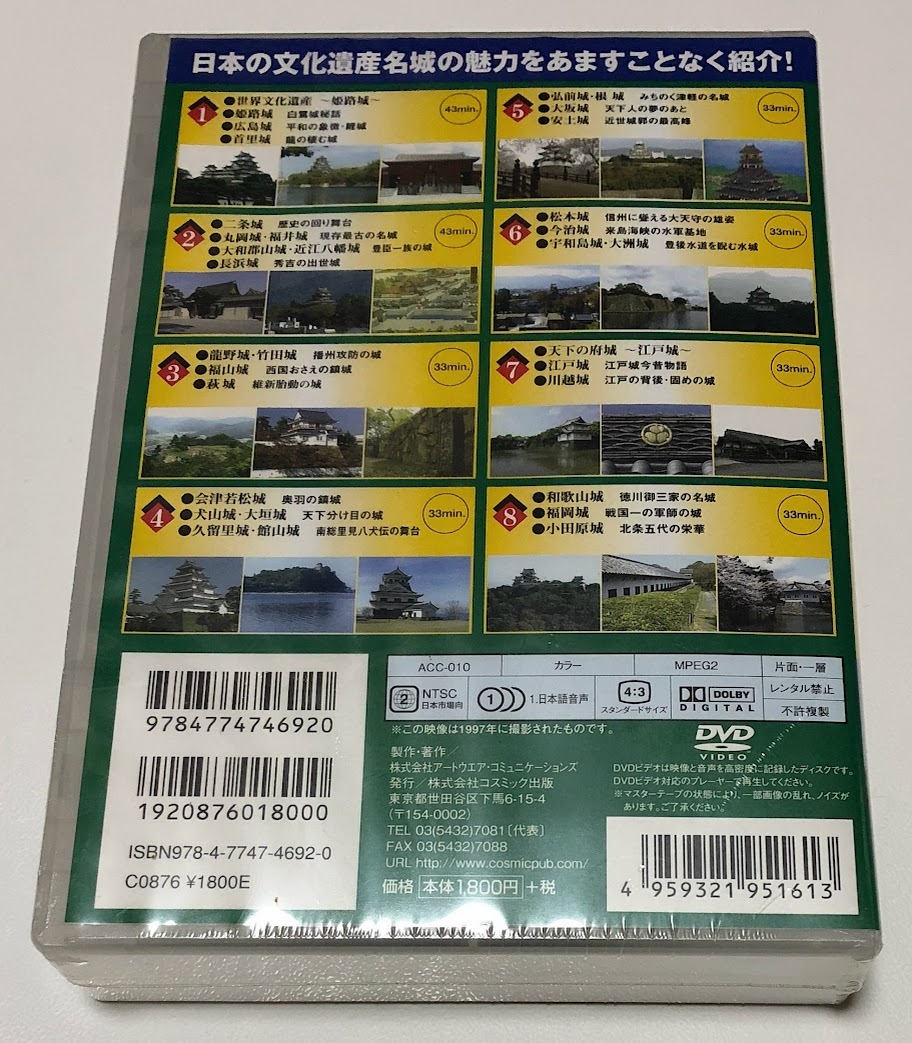 日本の文化遺産名城の魅力をあますことなく紹介!
1
●世界文化遺産 ～姫路城～
●姫路城 白鷺城秘話
●広島城 平和の象徴・鯉城
●首里城 龍の棲む城
43min.
2
●二条城 歴史の回り舞台
●丸岡城・福井城 現存最古の名城
●大和郡山城・近江八幡城 豊臣一族の城
●長浜城 秀吉の出世城
43min.
3
●龍野城・竹田城 播州攻防の城
●福山城 西国おさえの鎮城
●萩城 維新胎動の城
33min.
4
●会津若松城 奥羽の鎮城
●犬山城・大垣城 天下分け目の城
●久留里城・館山城 南総里見八犬伝の舞台
33min.
5
●弘前城・根城 みちのく津軽の名城
●大坂城 天下人の夢のあと
●安土城 近世城郭の最高峰
33min.
6
●松本城 信州に聳える大天守の雄姿
●今治城 来島海峡の水軍基地
●宇和島城・大洲城 豊後水道を睨む水城
33min.
7
●天下の府城 ～江戸城～
●江戸城 江戸城今昔物語
●川越城 江戸の背後・固めの城
33min.
8
●和歌山城 徳川御三家の名城
●福岡城 戦国一の軍師の城
●小田原城 北条五代の栄華
33min.
9784774746920
1920876018000
ISBN978-4-7747-4692-0
C0876 ¥1800E
ACC-010 カラー MPEG2 片面・一層
2 NTSC 日本市場向
1 1.日本語音声
4:3 スタンダードサイズ
DOLBY DIGITAL
レンタル禁止
不許複製
※この映像は1997年に撮影されたものです。
製作・著作／
株式会社アートウエア・コミュニケーションズ
発行／株式会社コスミック出版
東京都世田谷区下馬6-15-4
(〒154-0002)
TEL 03(5432)7081〔代表〕
FAX 03(5432)7088
URL http://www.cosmicpub.com/
価格 本体1,800円+税
DVD VIDEO
DVDビデオは映像と音声を高密度に記録したディスクです。
DVDビデオ対応のプレーヤーで再生してください。
※マスターテープの状態により、一部画像の乱れ、ノイズが
あります。ご了承ください。
4 959321 951613